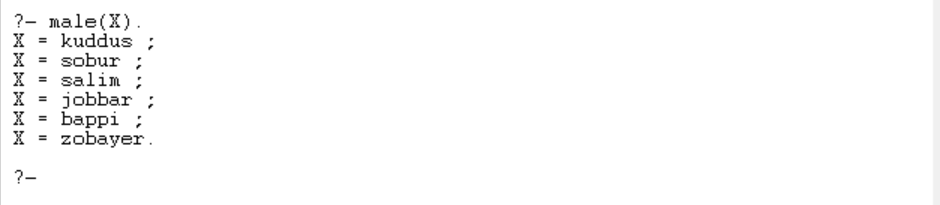 ?- male(X).
X = kuddus ;
X = sobur ;
X = salim ;
X = jobbar ;
X = bappi ;
X = zobayer.
?-